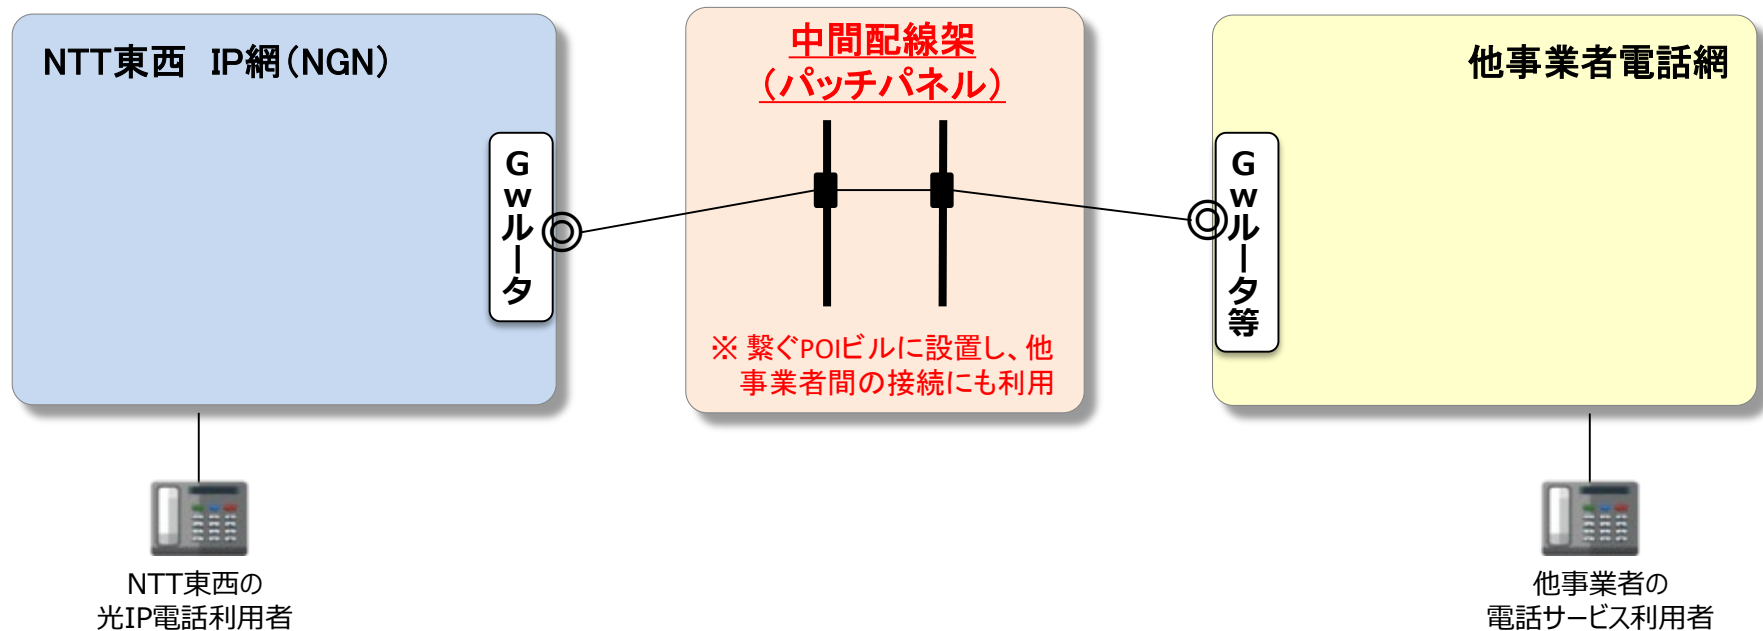 NTT東西　IP網（NGN）
Gwルータ
中間配線架
（パッチパネル）
※ 繋ぐPOIビルに設置し、他
事業者間の接続にも利用
他事業者電話網
Gwルータ等
NTT東西の
光IP電話利用者
他事業者の
電話サービス利用者